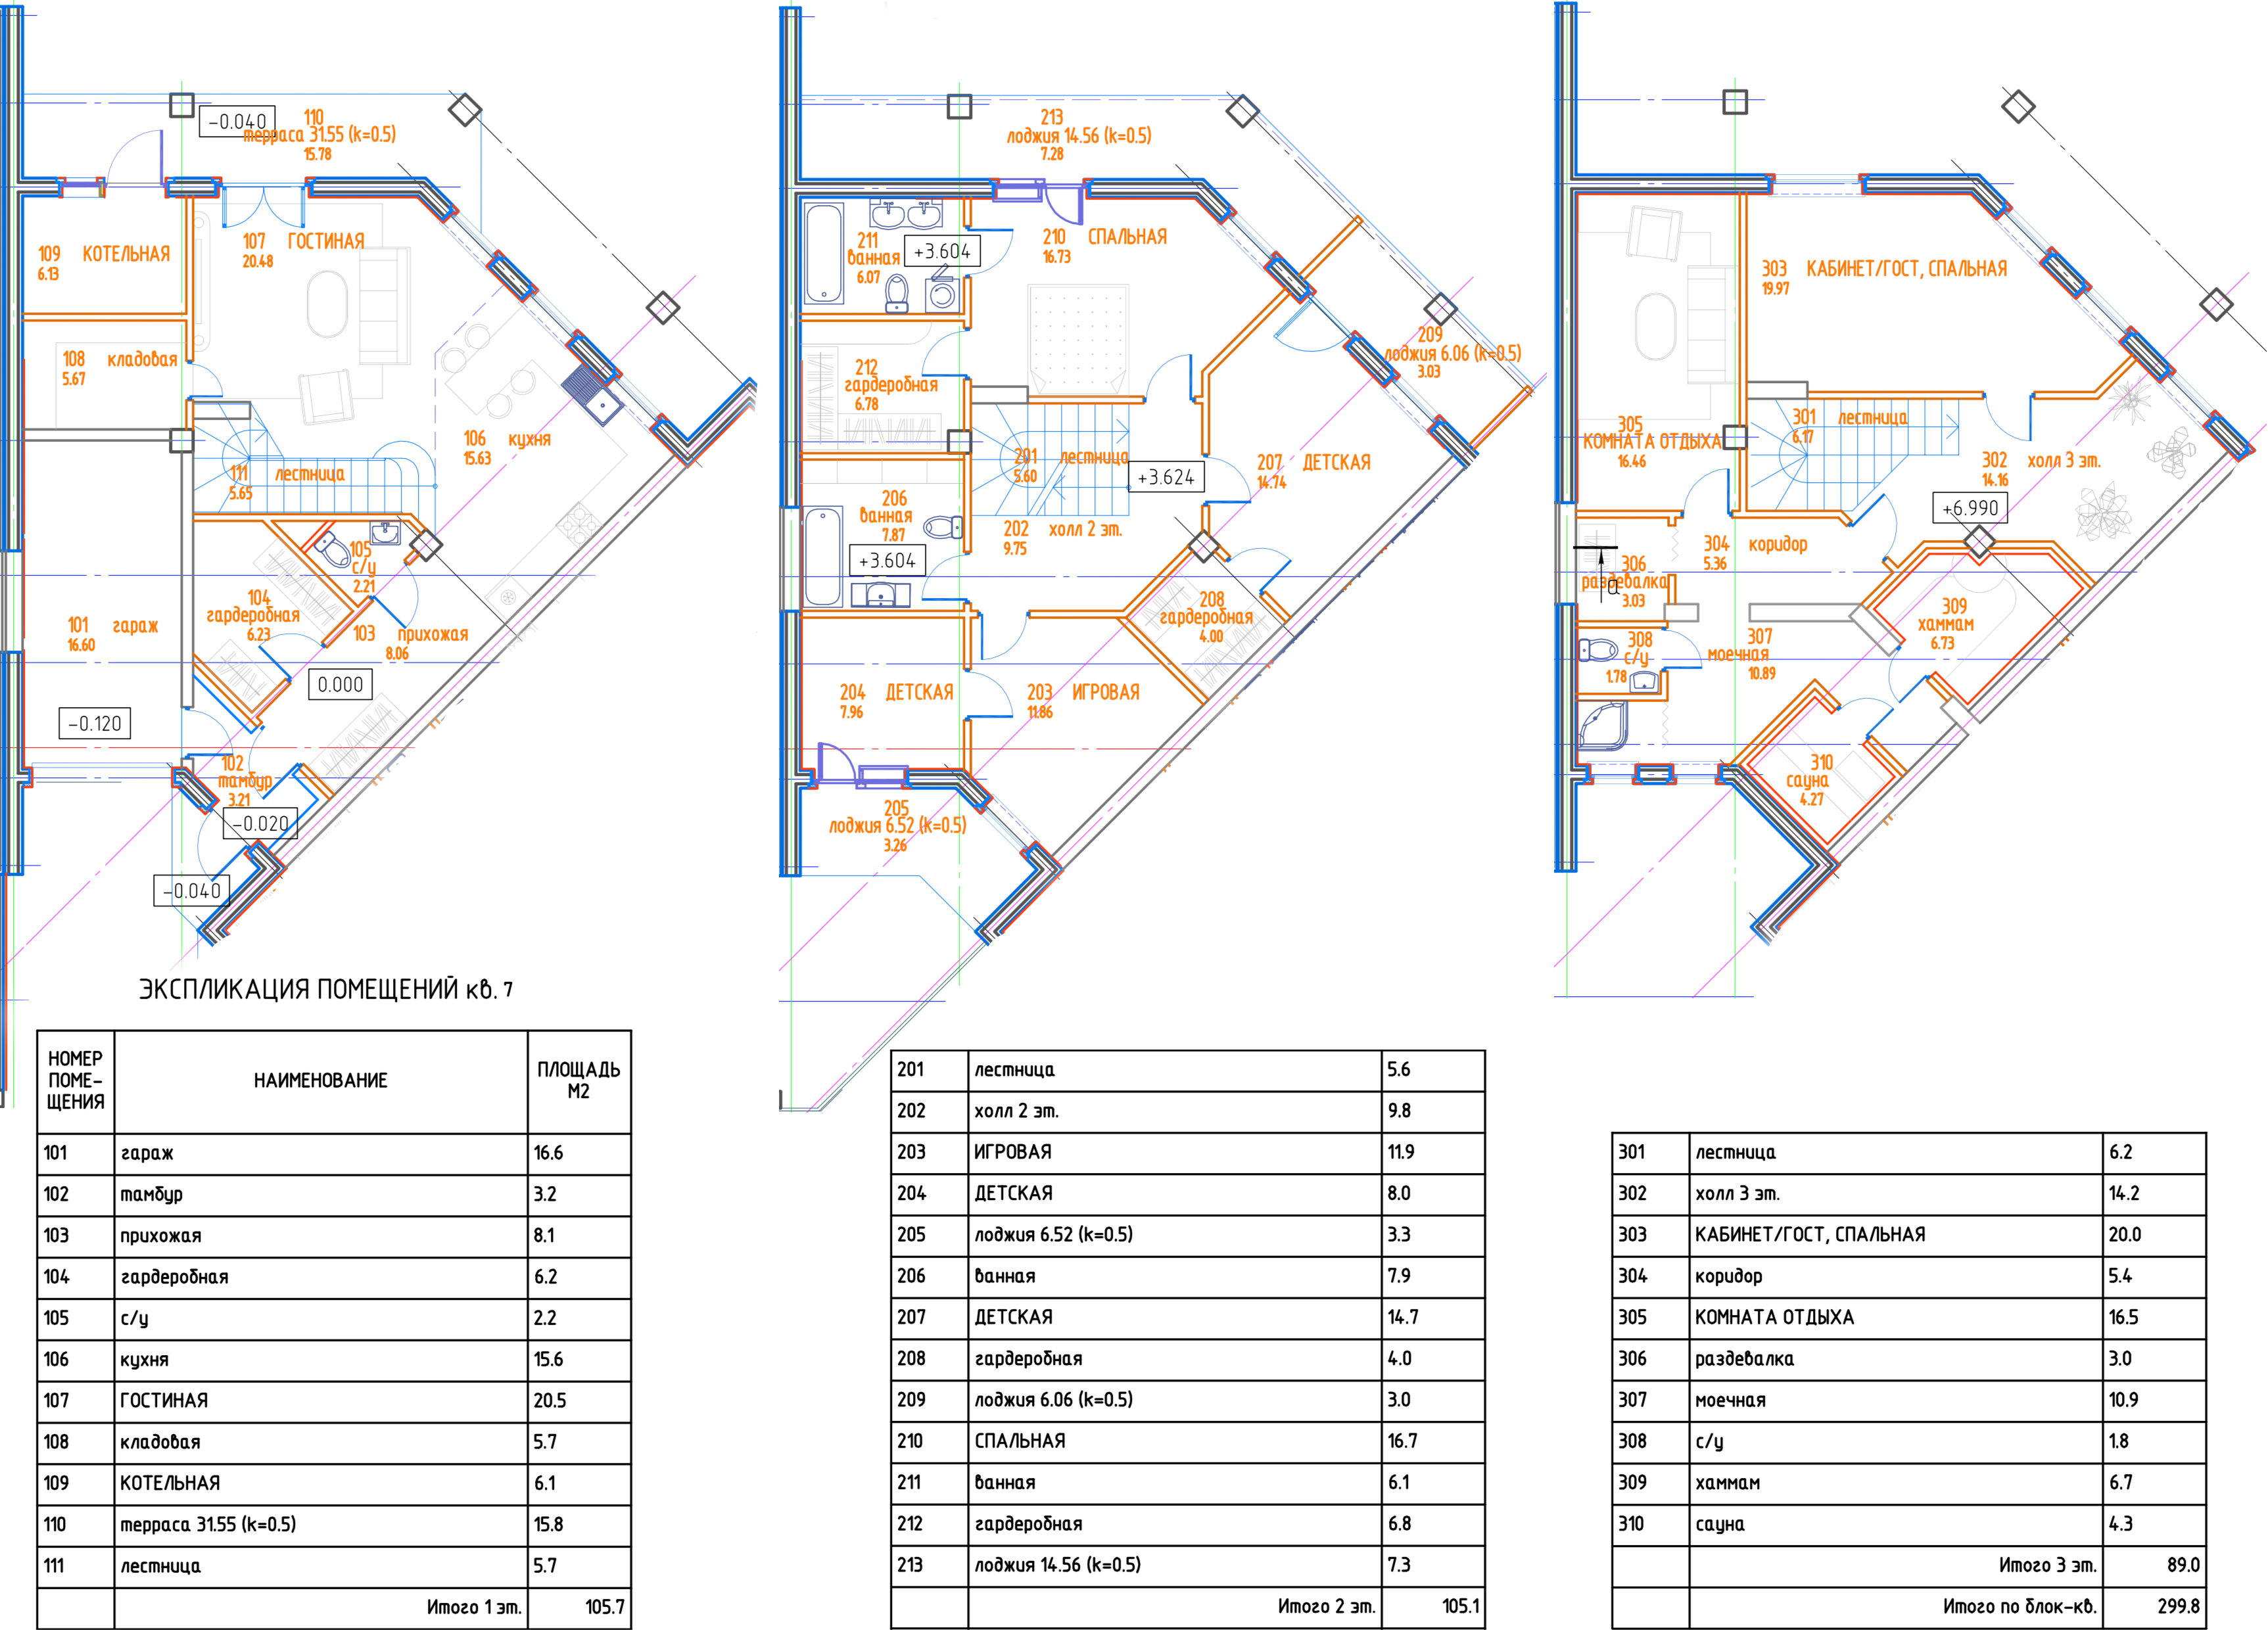 -0.040
110
терраса 31.55 (k=0.5)
15.78
109 КОТЕЛЬНАЯ
6.13
107 ГОСТИНАЯ
20.48
108 кладовая
5.67
106 кухня
15.63
111 лестница
5.65
105
с/у
2.21
104
гардеробная
6.23
101 гараж
16.60
103 прихожая
8.06
0.000
-0.120
102
тамбур
3.21
-0.020
-0.040
213
лоджия 14.56 (k=0.5)
7.28
211
ванная
6.07
+3.604
210 СПАЛЬНАЯ
16.73
209
лоджия 6.06 (k=0.5)
3.03
212
гардеробная
6.78
201 лестница
5.60
+3.624
207 ДЕТСКАЯ
14.74
206
ванная
7.87
202 холл 2 эт.
9.75
+3.604
208
гардеробная
4.00
204 ДЕТСКАЯ
7.96
203 ИГРОВАЯ
11.86
205
лоджия 6.52 (k=0.5)
3.26
303 КАБИНЕТ/ГОСТ, СПАЛЬНАЯ
19.97
305
КОМНАТА ОТДЫХА
16.46
301 лестница
6.17
302 холл 3 эт.
14.16
+6.990
304 коридор
5.36
306
раздевалка
3.03
а
309
хаммам
6.73
308
с/у
1.78
307
моечная
10.89
310
сауна
4.27
ЭКСПЛИКАЦИЯ ПОМЕЩЕНИЙ кв. 7
НОМЕР ПОМЕ-ЩЕНИЯ НАИМЕНОВАНИЕ ПЛОЩАДЬ М2
101 гараж 16.6
102 тамбур 3.2
103 прихожая 8.1
104 гардеробная 6.2
105 с/у 2.2
106 кухня 15.6
107 ГОСТИНАЯ 20.5
108 кладовая 5.7
109 КОТЕЛЬНАЯ 6.1
110 терраса 31.55 (k=0.5) 15.8
111 лестница 5.7
Итого 1 эт. 105.7
201 лестница 5.6
202 холл 2 эт. 9.8
203 ИГРОВАЯ 11.9
204 ДЕТСКАЯ 8.0
205 лоджия 6.52 (k=0.5) 3.3
206 ванная 7.9
207 ДЕТСКАЯ 14.7
208 гардеробная 4.0
209 лоджия 6.06 (k=0.5) 3.0
210 СПАЛЬНАЯ 16.7
211 ванная 6.1
212 гардеробная 6.8
213 лоджия 14.56 (k=0.5) 7.3
Итого 2 эт. 105.1
301 лестница 6.2
302 холл 3 эт. 14.2
303 КАБИНЕТ/ГОСТ, СПАЛЬНАЯ 20.0
304 коридор 5.4
305 КОМНАТА ОТДЫХА 16.5
306 раздевалка 3.0
307 моечная 10.9
308 с/у 1.8
309 хаммам 6.7
310 сауна 4.3
Итого 3 эт. 89.0
Итого по блок-кв. 299.8